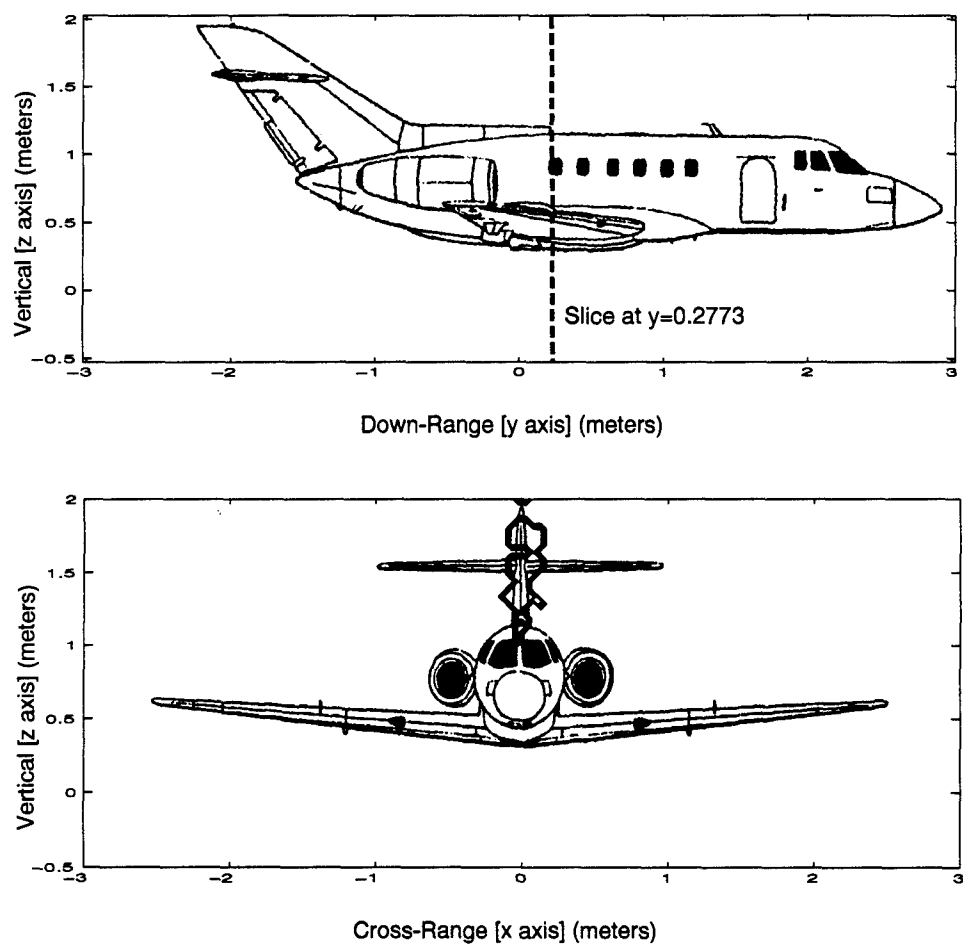 2
1.5
1
0.5
0
−0.5
Vertical [z axis] (meters)
Slice at y=0.2773
−3 −2 −1 0 1 2 3
Down-Range [y axis] (meters)
2
1.5
1
0.5
0
−0.5
Vertical [z axis] (meters)
−3 −2 −1 0 1 2 3
Cross-Range [x axis] (meters)